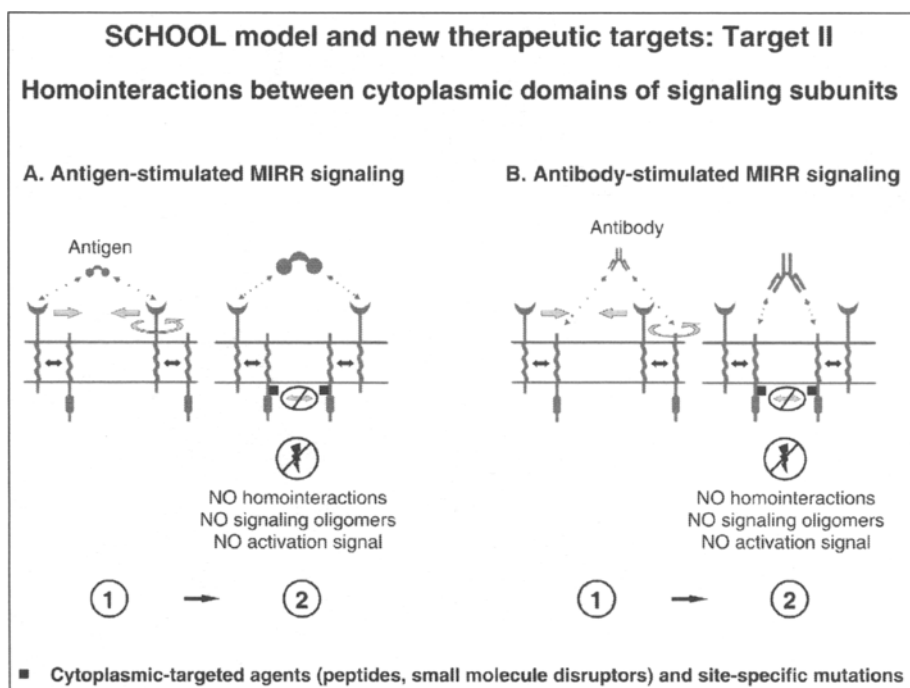 SCHOOL model and new therapeutic targets: Target II
Homointeractions between cytoplasmic domains of signaling subunits
A. Antigen-stimulated MIRR signaling
B. Antibody-stimulated MIRR signaling
Antigen
Antibody
NO homointeractions
NO signaling oligomers
NO activation signal
NO homointeractions
NO signaling oligomers
NO activation signal
1 → 2
1 → 2
■ Cytoplasmic-targeted agents (peptides, small molecule disruptors) and site-specific mutations